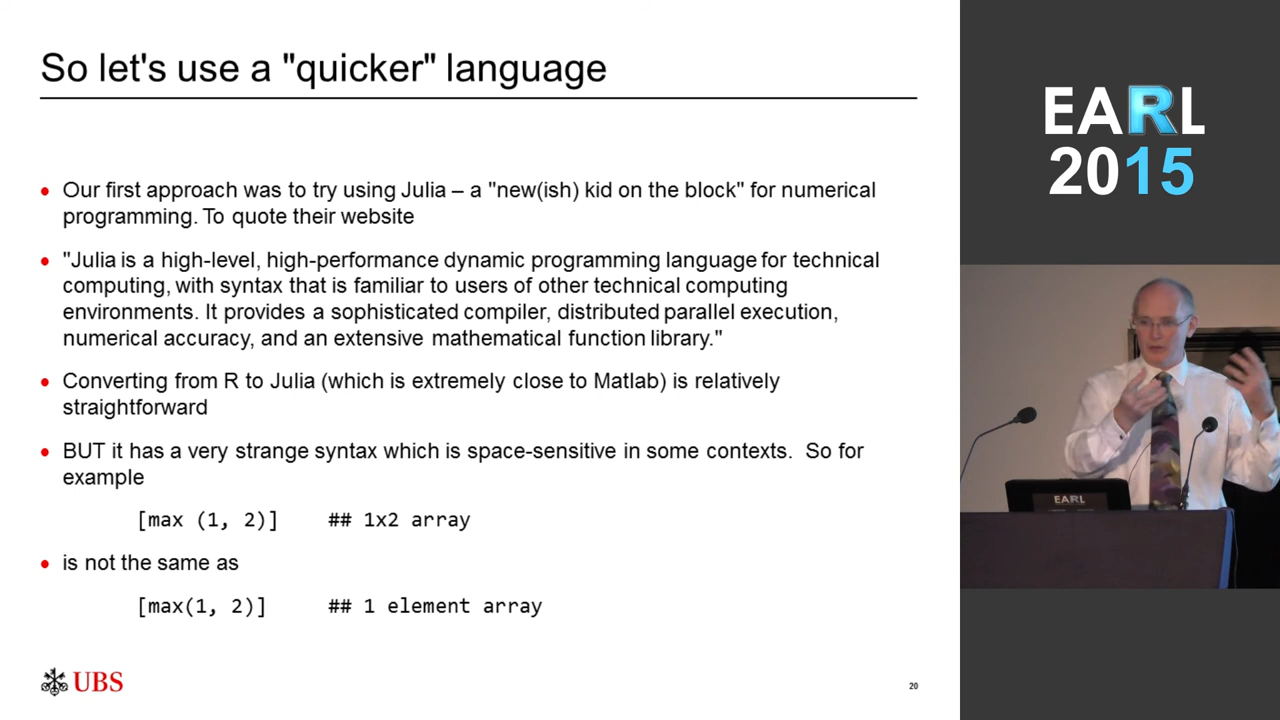 So let's use a "quicker" language
Our first approach was to try using Julia – a "new(ish) kid on the block" for numerical
programming. To quote their website
"Julia is a high-level, high-performance dynamic programming language for technical
computing, with syntax that is familiar to users of other technical computing
environments. It provides a sophisticated compiler, distributed parallel execution,
numerical accuracy, and an extensive mathematical function library."
Converting from R to Julia (which is extremely close to Matlab) is relatively
straightforward
BUT it has a very strange syntax which is space-sensitive in some contexts. So for
example
[max (1, 2)] ## 1x2 array
is not the same as
[max(1, 2)] ## 1 element array
UBS
20
EARL
2015
EARL